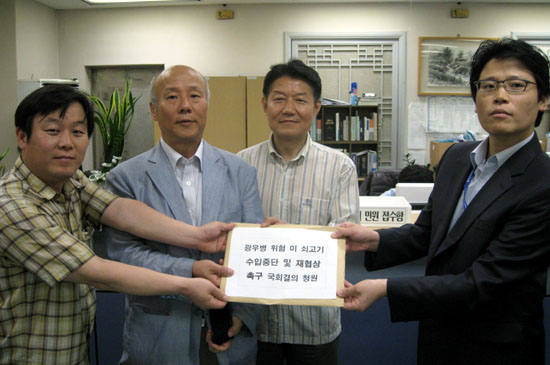 광우병 위험 미 쇠고기
수입중단 및 재협상
촉구 국회결의 청원
민원 접수함